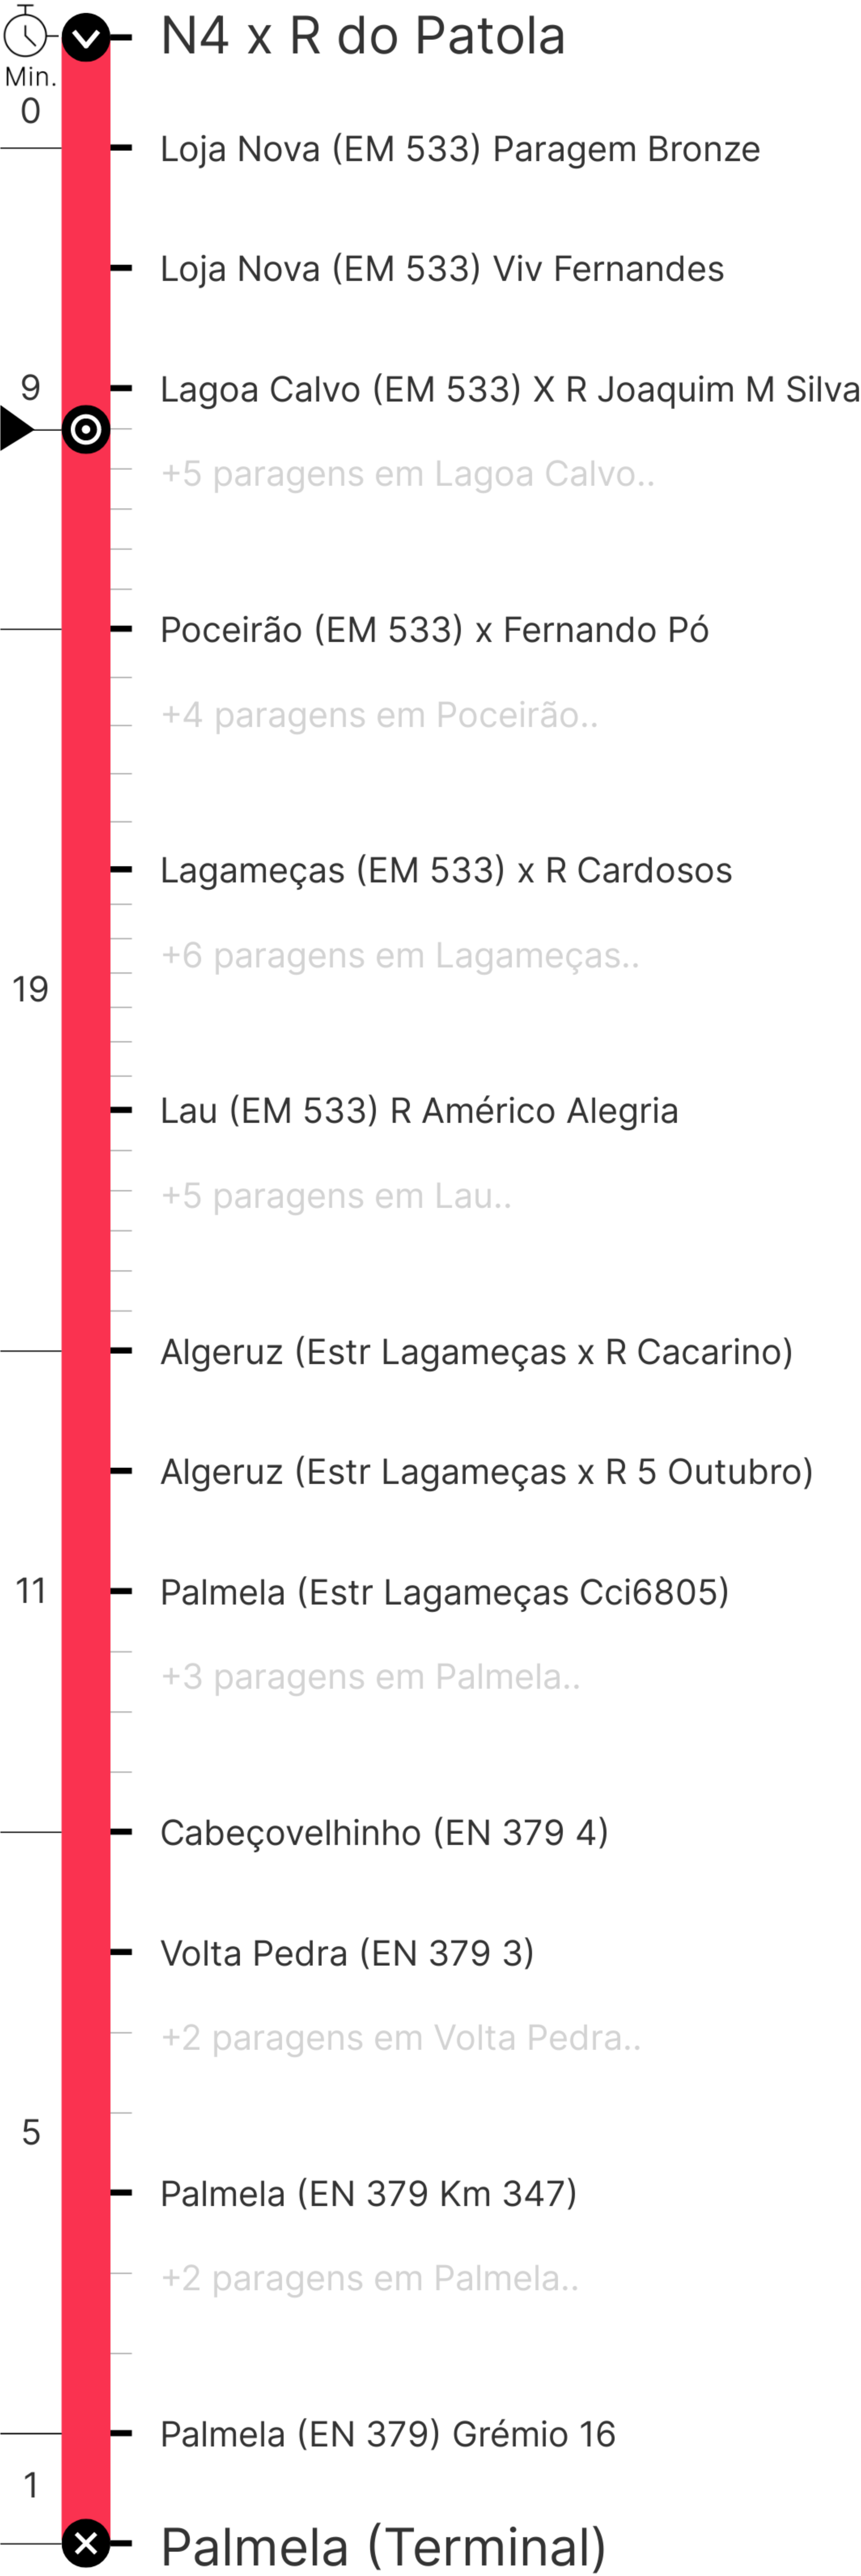 N4 x R do Patola
Min.
0
Loja Nova (EM 533) Paragem Bronze
Loja Nova (EM 533) Viv Fernandes
9
Lagoa Calvo (EM 533) X R Joaquim M Silva
+5 paragens em Lagoa Calvo..
Poceirão (EM 533) x Fernando Pó
+4 paragens em Poceirão..
Lagameças (EM 533) x R Cardosos
+6 paragens em Lagameças..
19
Lau (EM 533) R Américo Alegria
+5 paragens em Lau..
Algeruz (Estr Lagameças x R Cacarino)
Algeruz (Estr Lagameças x R 5 Outubro)
11
Palmela (Estr Lagameças Cci6805)
+3 paragens em Palmela..
Cabeçovelhinho (EN 379 4)
Volta Pedra (EN 379 3)
+2 paragens em Volta Pedra..
5
Palmela (EN 379 Km 347)
+2 paragens em Palmela..
Palmela (EN 379) Grémio 16
1
Palmela (Terminal)